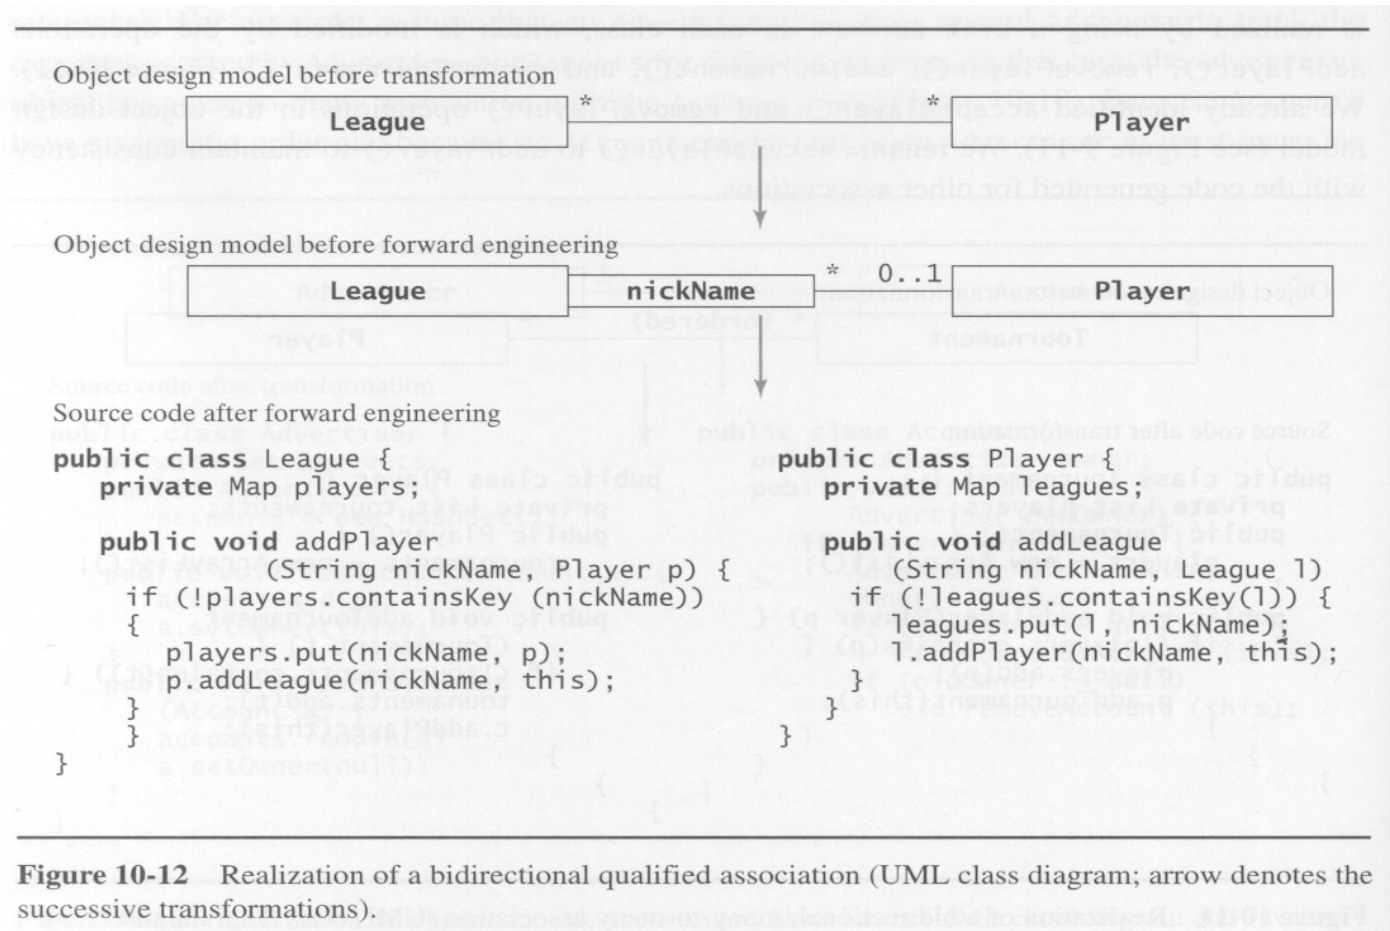 Object design model before transformation
League * * Player
Object design model before forward engineering
League nickName * 0...1 Player
Source code after forward engineering
public class League {
private Map players;
public void addPlayer
(String nickName, Player p) {
if (!players.containsKey (nickName))
{
players.put(nickName, p);
p.addLeague(nickName, this);
}
}
}
public class Player {
private Map leagues;
public void addLeague
(String nickName, League l)
if (!leagues.containsKey(l)) {
leagues.put(l, nickName);
l.addPlayer(nickName, this);
}
}
}
Figure 10-12 Realization of a bidirectional qualified association (UML class diagram; arrow denotes the
successive transformations).